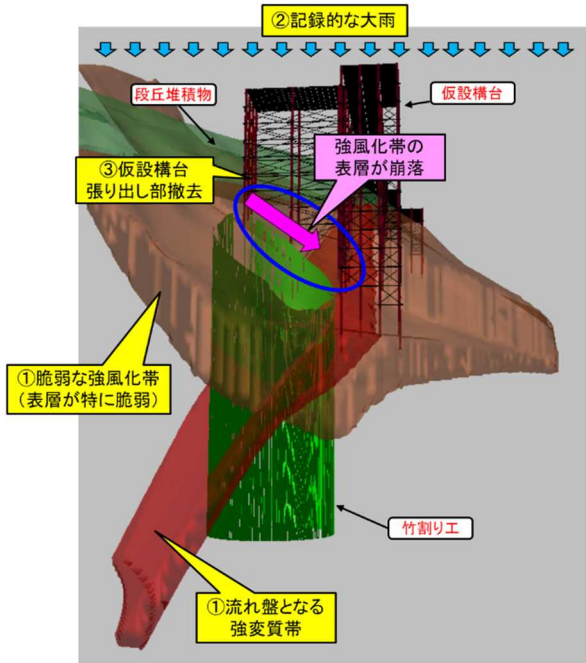 ②記録的な大雨
段丘堆積物
仮設構台
強風化帯の
表層が崩落
③仮設構台
張り出し部撤去
①脆弱な強風化帯
（表層が特に脆弱）
竹割り工
①流れ盤となる
強変質帯